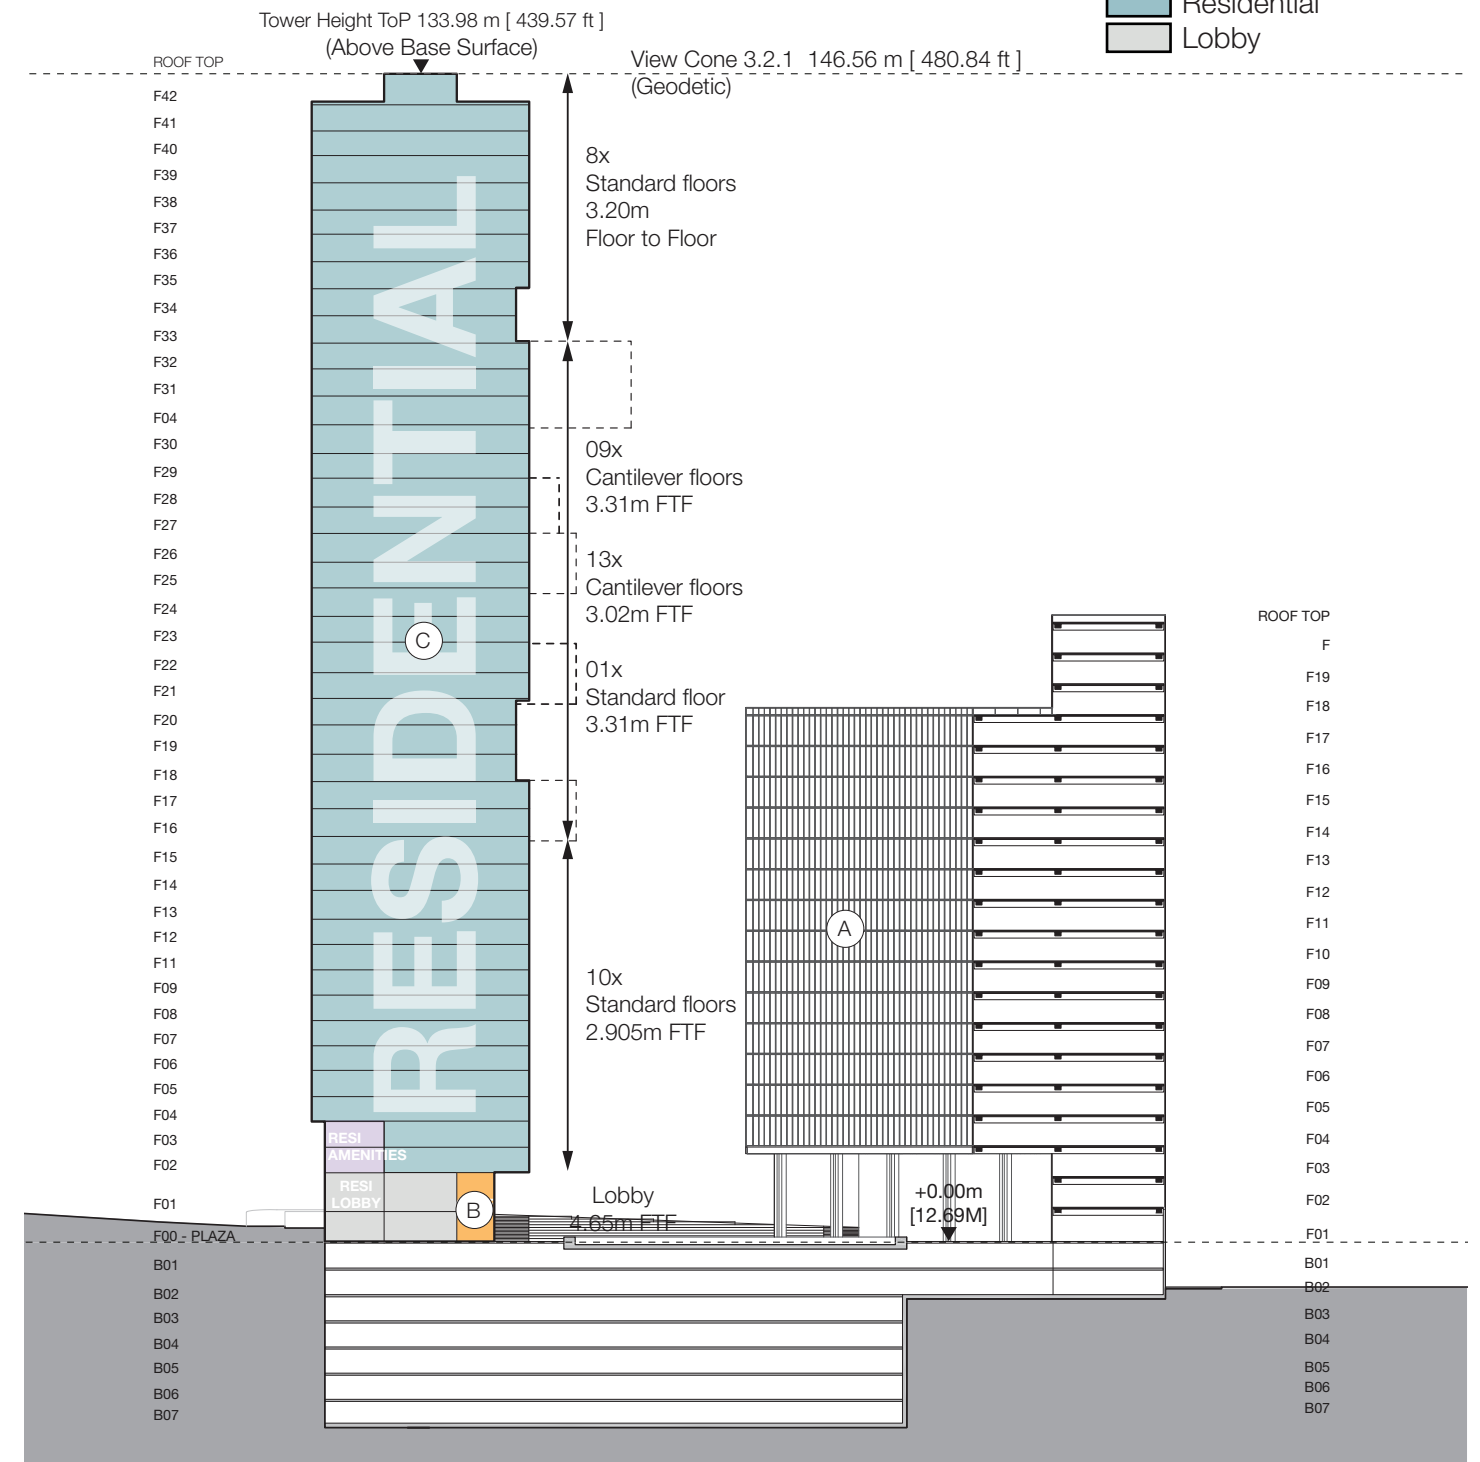 Residential
Lobby
Tower Height ToP 133.98 m [ 439.57 ft ]
(Above Base Surface)
View Cone 3.2.1 146.56 m [ 480.84 ft ]
(Geodetic)
ROOF TOP
F42
F41
F40
F39
F38
F37
F36
F35
F34
F33
F32
F31
F04
F30
F29
F28
F27
F26
F25
F24
F23
F22
F21
F20
F19
F18
F17
F16
F15
F14
F13
F12
F11
F09
F08
F07
F06
F05
F04
F03
F02
F01
F00 - PLAZA
B01
B02
B03
B04
B05
B06
B07
RESIDENTIAL
C
RESI
AMENITIES
RESI
LOBBY
B
8x
Standard floors
3.20m
Floor to Floor
09x
Cantilever floors
3.31m FTF
13x
Cantilever floors
3.02m FTF
01x
Standard floor
3.31m FTF
10x
Standard floors
2.905m FTF
Lobby
4.65m FTF
A
+0.00m
[12.69M]
ROOF TOP
F
F19
F18
F17
F16
F15
F14
F13
F12
F11
F10
F09
F08
F07
F06
F05
F04
F03
F02
F01
B01
B02
B03
B04
B05
B06
B07